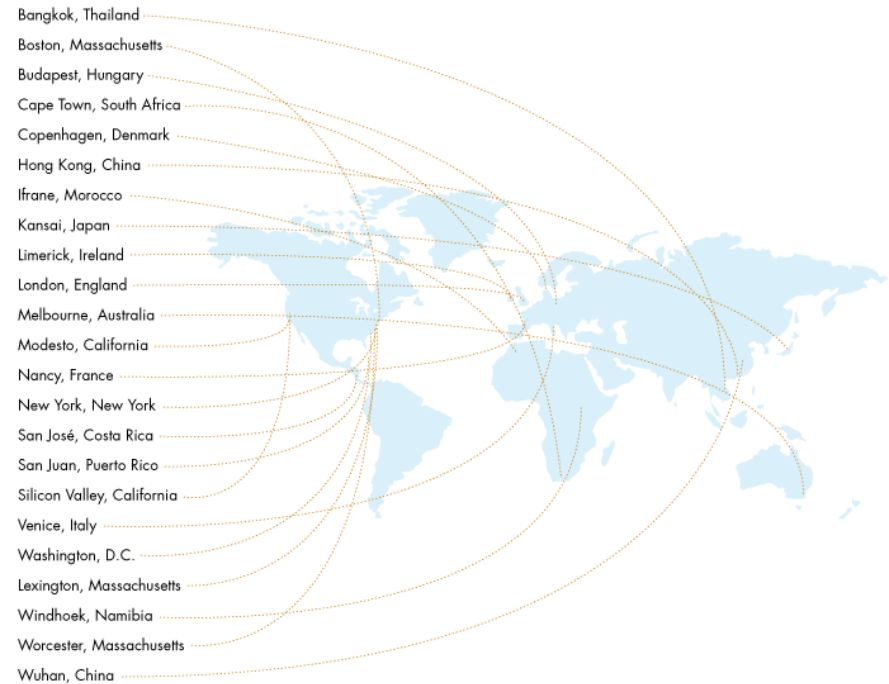 Bangkok, Thailand
Boston, Massachusetts
Budapest, Hungary
Cape Town, South Africa
Copenhagen, Denmark
Hong Kong, China
Ifrane, Morocco
Kansai, Japan
Limerick, Ireland
London, England
Melbourne, Australia
Modesto, California
Nancy, France
New York, New York
San José, Costa Rica
San Juan, Puerto Rico
Silicon Valley, California
Venice, Italy
Washington, D.C.
Lexington, Massachusetts
Windhoek, Namibia
Worcester, Massachusetts
Wuhan, China